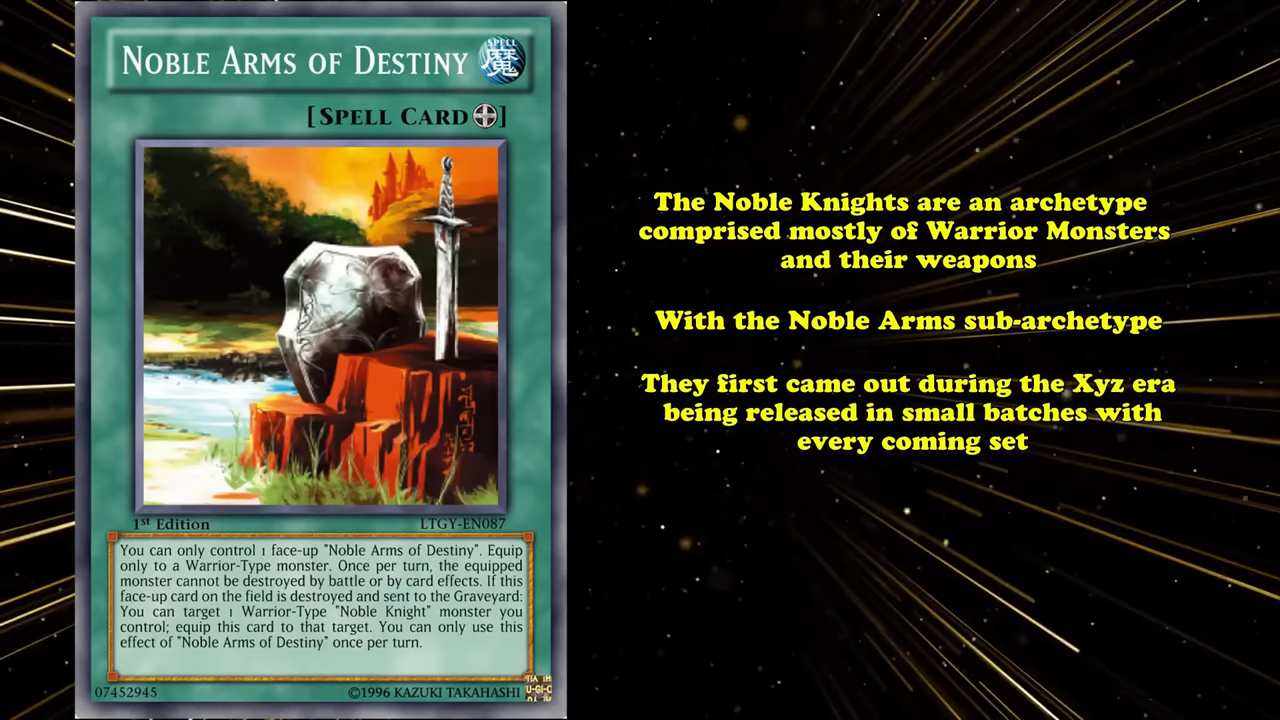 NOBLE ARMS OF DESTINY
SPELL
魔
[SPELL CARD]
1st Edition
LTGY-EN087
You can only control 1 face-up "Noble Arms of Destiny". Equip
only to a Warrior-Type monster. Once per turn, the equipped
monster cannot be destroyed by battle or by card effects. If this
face-up card on the field is destroyed and sent to the Graveyard:
You can target 1 Warrior-Type "Noble Knight" monster you
control; equip this card to that target. You can only use this
effect of "Noble Arms of Destiny" once per turn.
07452945
©1996 KAZUKI TAKAHASHI
The Noble Knights are an archetype
comprised mostly of Warrior Monsters
and their weapons
With the Noble Arms sub-archetype
They first came out during the Xyz era
being released in small batches with
every coming set